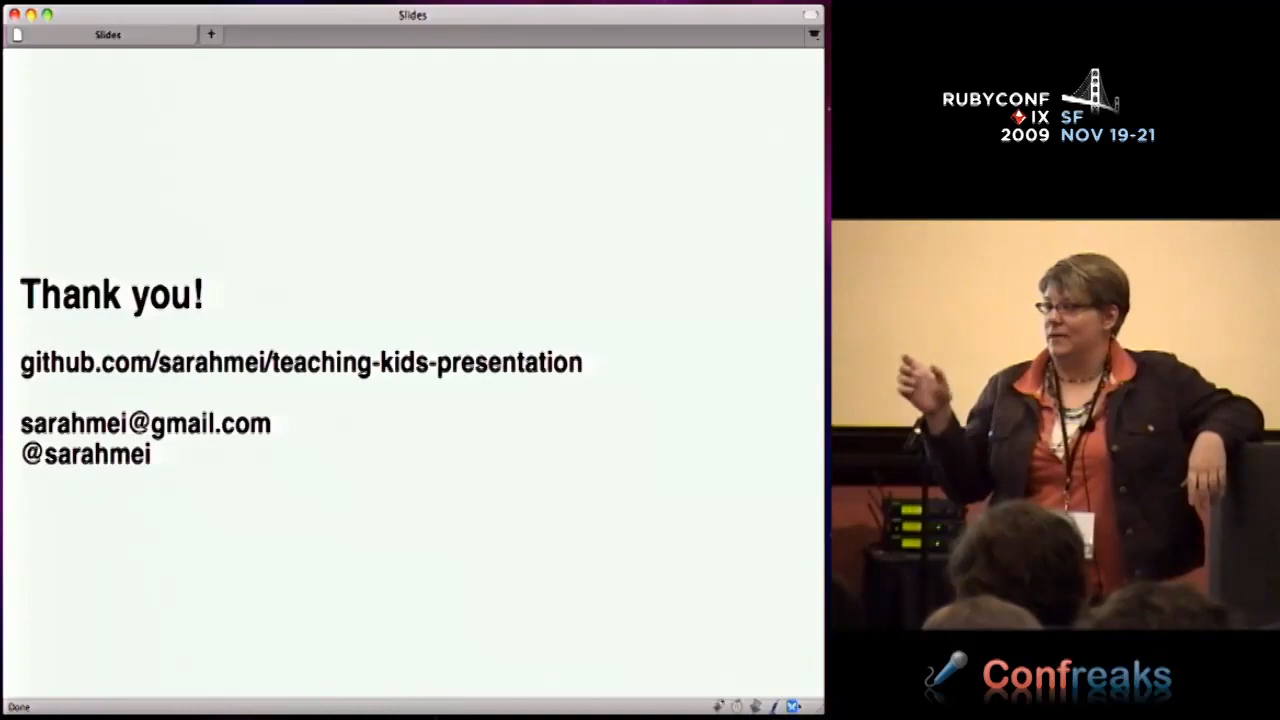 Slides
Slides
+
Thank you!
github.com/sarahmei/teaching-kids-presentation
sarahmei@gmail.com
@sarahmei
Done
RUBYCONF
IX SF
2009 NOV 19-21
Confreaks